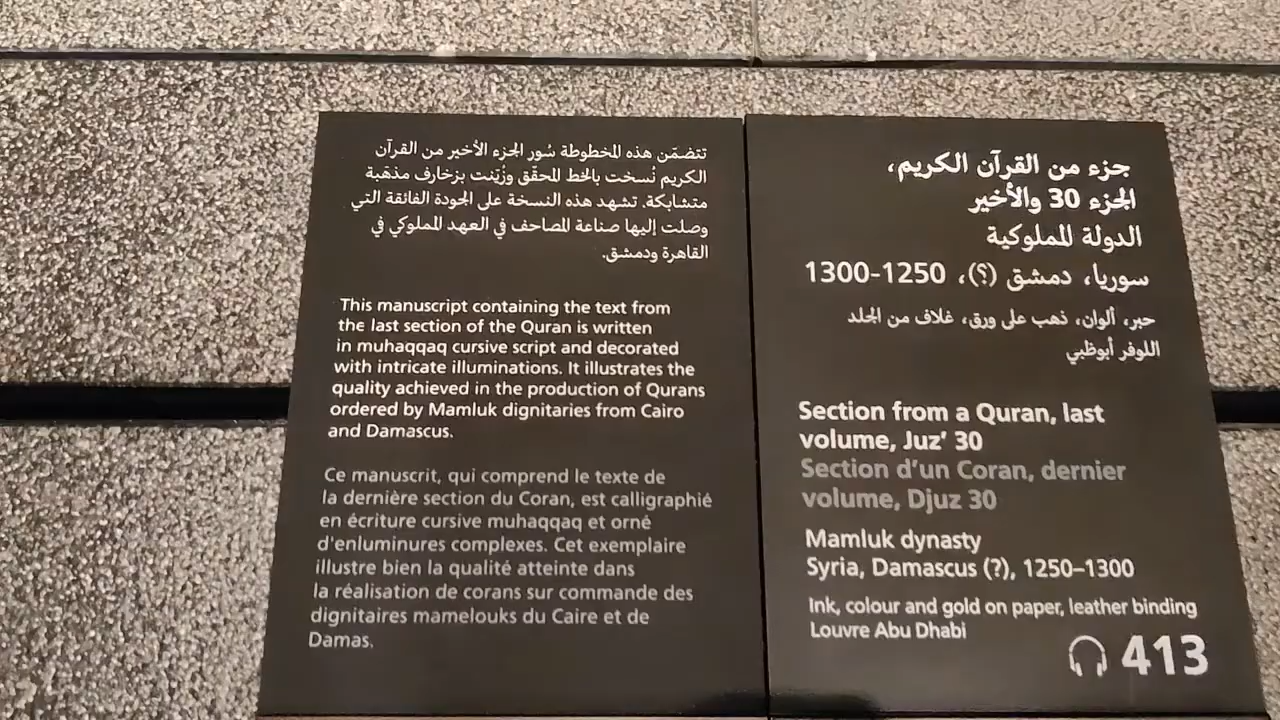 تتضمّن هذه المخطوطة سُور الجزء الأخير من القرآن
الكريم نُسخت بالخط المحقّق وزُيّنت بزخارف مذهّبة
متشابكة. تشهد هذه النسخة على الجودة الفائقة التي
وصلت إليها صناعة المصاحف في العهد المملوكي في
القاهرة ودمشق.
This manuscript containing the text from
the last section of the Quran is written
in muhaqqaq cursive script and decorated
with intricate illuminations. It illustrates the
quality achieved in the production of Qurans
ordered by Mamluk dignitaries from Cairo
and Damascus.
Ce manuscrit, qui comprend le texte de
la dernière section du Coran, est calligraphié
en écriture cursive muhaqqaq et orné
d'enluminures complexes. Cet exemplaire
illustre bien la qualité atteinte dans
la réalisation de corans sur commande des
dignitaires mamelouks du Caire et de
Damas.
جزء من القرآن الكريم،
الجزء 30 والأخير
الدولة المملوكية
سوريا، دمشق (؟)، 1250-1300
حبر، ألوان، ذهب على ورق، غلاف من الجلد
اللوفر أبوظبي
Section from a Quran, last
volume, Juz' 30
Section d'un Coran, dernier
volume, Djuz 30
Mamluk dynasty
Syria, Damascus (?), 1250–1300
Ink, colour and gold on paper, leather binding
Louvre Abu Dhabi
413